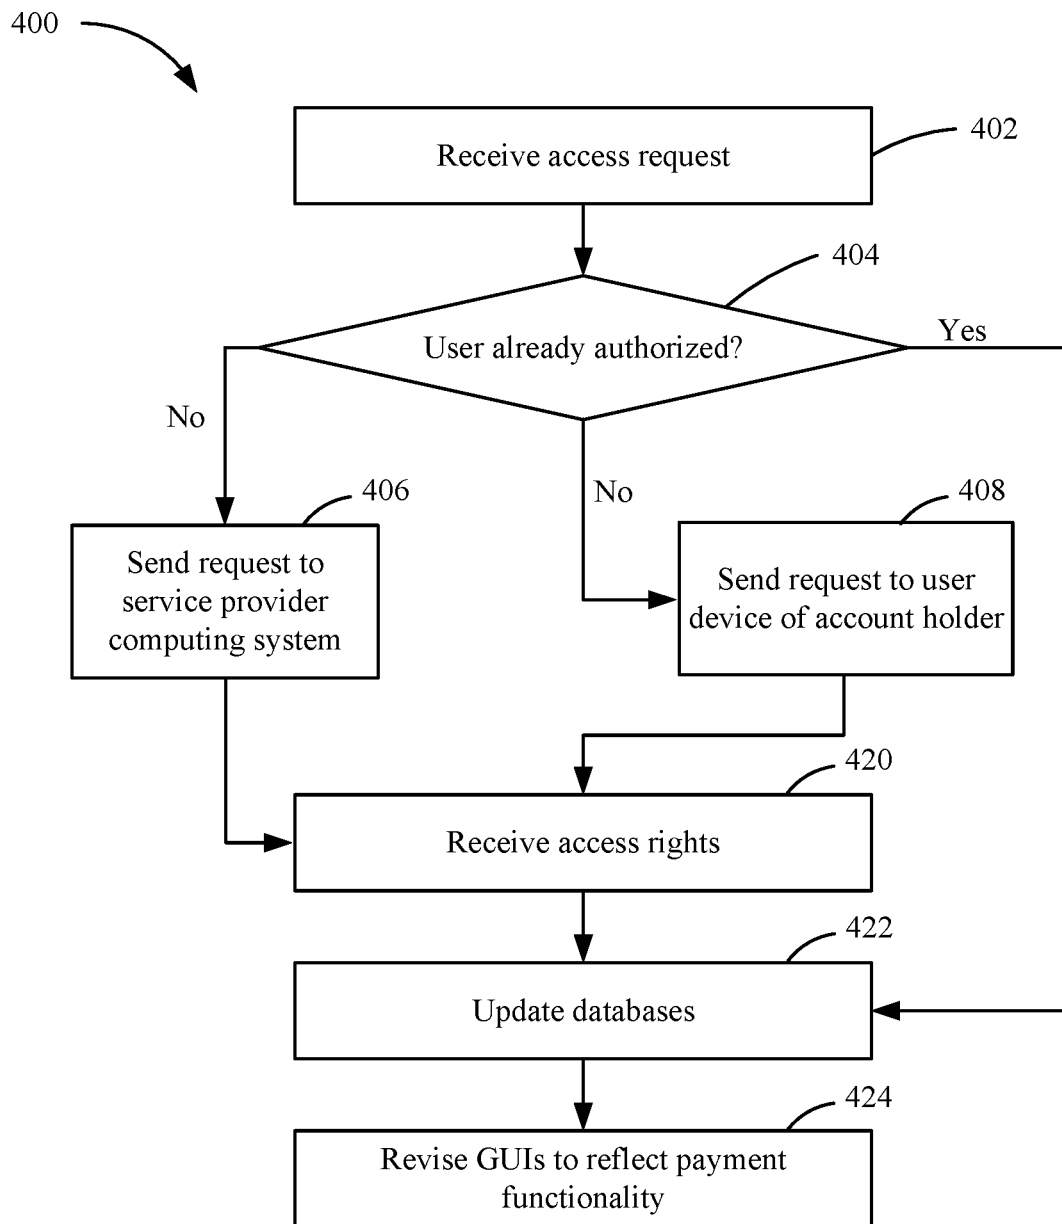 400
402
Receive access request
404
User already authorized?
Yes
No
No
406
408
Send request to
service provider
computing system
Send request to user
device of account holder
420
Receive access rights
422
Update databases
424
Revise GUIs to reflect payment
functionality